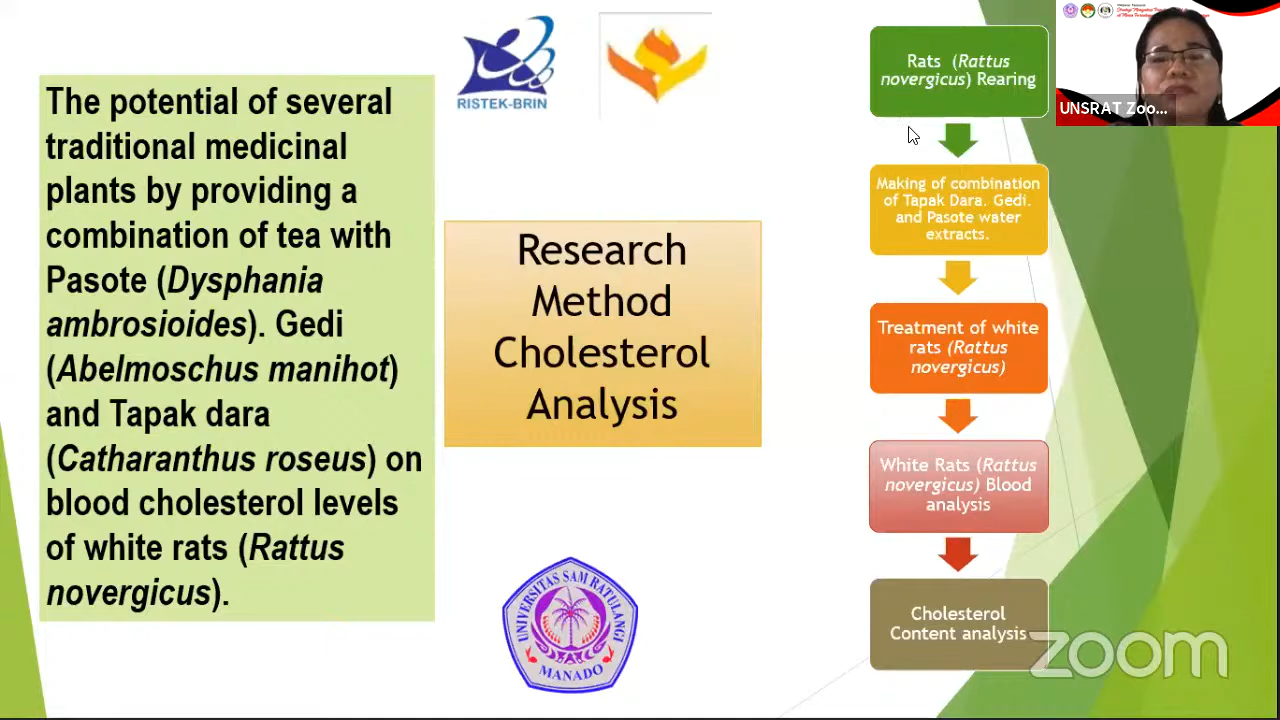 The potential of several
traditional medicinal
plants by providing a
combination of tea with
Pasote (Dysphania
ambrosioides). Gedi
(Abelmoschus manihot)
and Tapak dara
(Catharanthus roseus) on
blood cholesterol levels
of white rats (Rattus
novergicus).
RISTEK-BRIN
Research
Method
Cholesterol
Analysis
UNIVERSITAS SAM RATULANGI
MANADO
Rats (Rattus
novergicus) Rearing
Making of combination
of Tapak Dara. Gedi.
and Pasote water
extracts.
Treatment of white
rats (Rattus
novergicus)
White Rats (Rattus
novergicus) Blood
analysis
Cholesterol
Content analysis
UNSRAT Zoo...
zoom